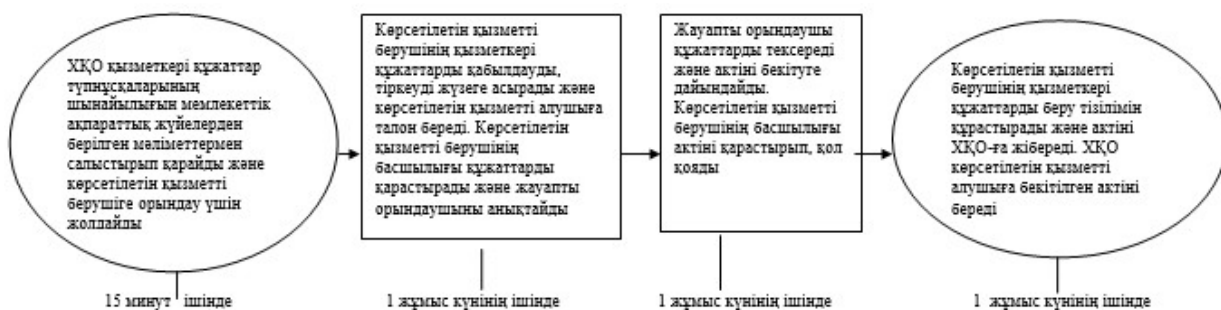 ХҚО қызметкері құжаттар
түпнұсқаларының
шынайылығын мемлекеттік
ақпараттық жүйелерден
берілген мәліметтермен
салыстырып қарайды және
көрсетілетін қызметті
берушіге орындау үшін
жолдайды
Көрсетілетін қызметті
берушінің қызметкері
құжаттарды қабылдауды,
тіркеуді жүзеге асырады және
көрсетілетін қызметті алушыға
талон береді. Көрсетілетін
қызметті берушінің
басшылығы құжаттарды
қарастырады және жауапты
орындаушыны анықтайды
Жауапты орындаушы
құжаттарды тексереді
және актіні бекітуге
дайындайды.
Көрсетілетін қызметті
берушінің басшылығы
актіні қарастырып, қол
қояды
Көрсетілетін қызметті
берушінің қызметкері
құжаттарды беру тізілімін
құрастырады және актіні
ХҚО-ға жібереді. ХҚО
көрсетілетін қызметті
алушыға бекітілген актіні
береді
15 минут ішінде
1 жұмыс күнінің ішінде
1 жұмыс күнінің ішінде
1 жұмыс күнінің ішінде